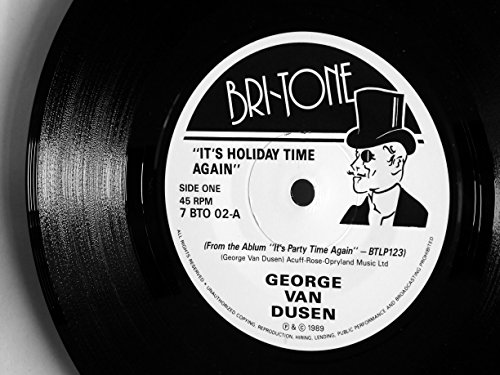 BRI-TONE
"IT'S HOLIDAY TIME
AGAIN"
SIDE ONE
45 RPM
7 BTO 02-A
(From the Ablum "It's Party Time Again" – BTLP123)
(George Van Dusen) Acuff-Rose-Opryland Music Ltd
GEORGE
VAN
DUSEN
℗ & © 1989
ALL RIGHTS RESERVED. • UNAUTHORIZED COPYING, REPRODUCTION, HIRING, LENDING, PUBLIC PERFORMANCE AND BROADCASTING PROHIBITED